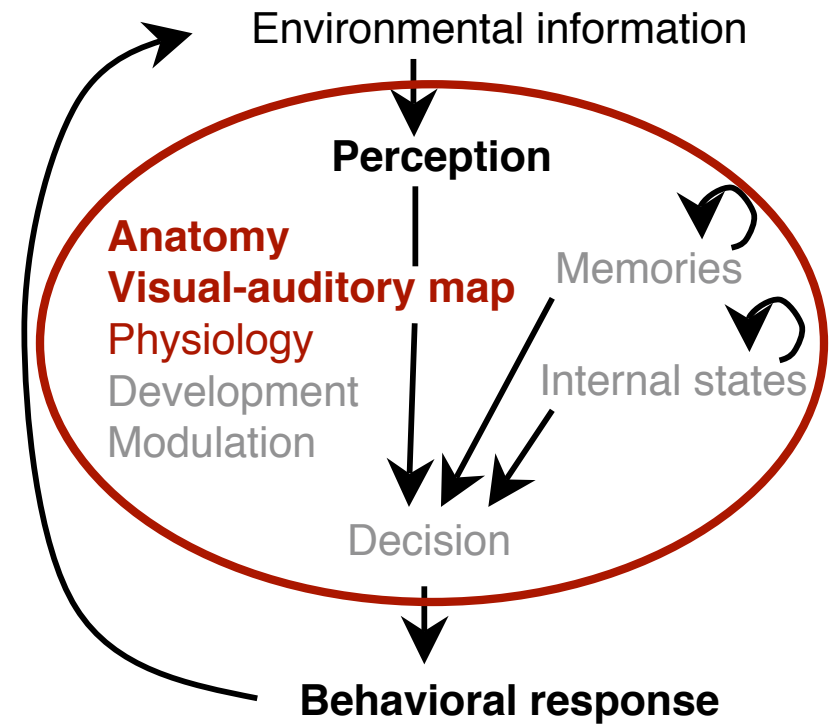 Environmental information
Perception
Anatomy
Visual-auditory map
Physiology
Development
Modulation
Memories
Internal states
Decision
Behavioral response